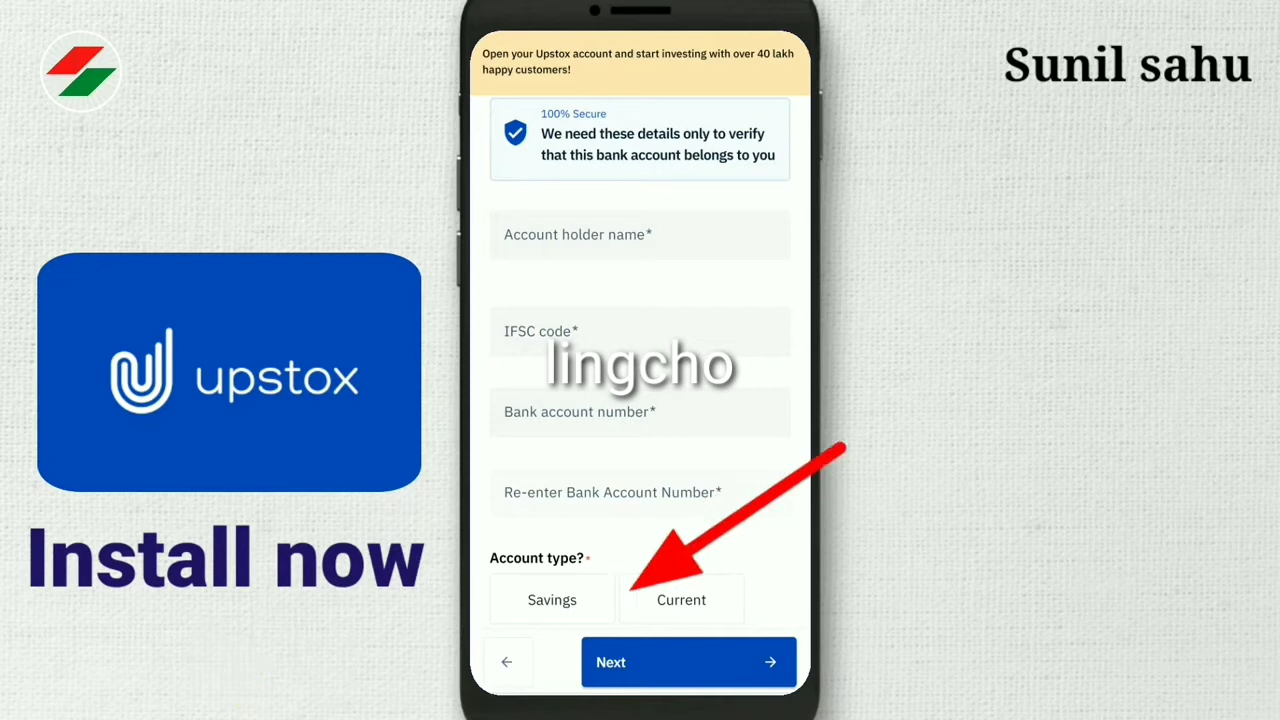 Sunil sahu
Open your Upstox account and start investing with over 40 lakh
happy customers!
100% Secure
We need these details only to verify
that this bank account belongs to you
Account holder name*
IFSC code*
lingcho
Bank account number*
Re-enter Bank Account Number*
Account type?*
Savings
Current
Next
upstox
Install now